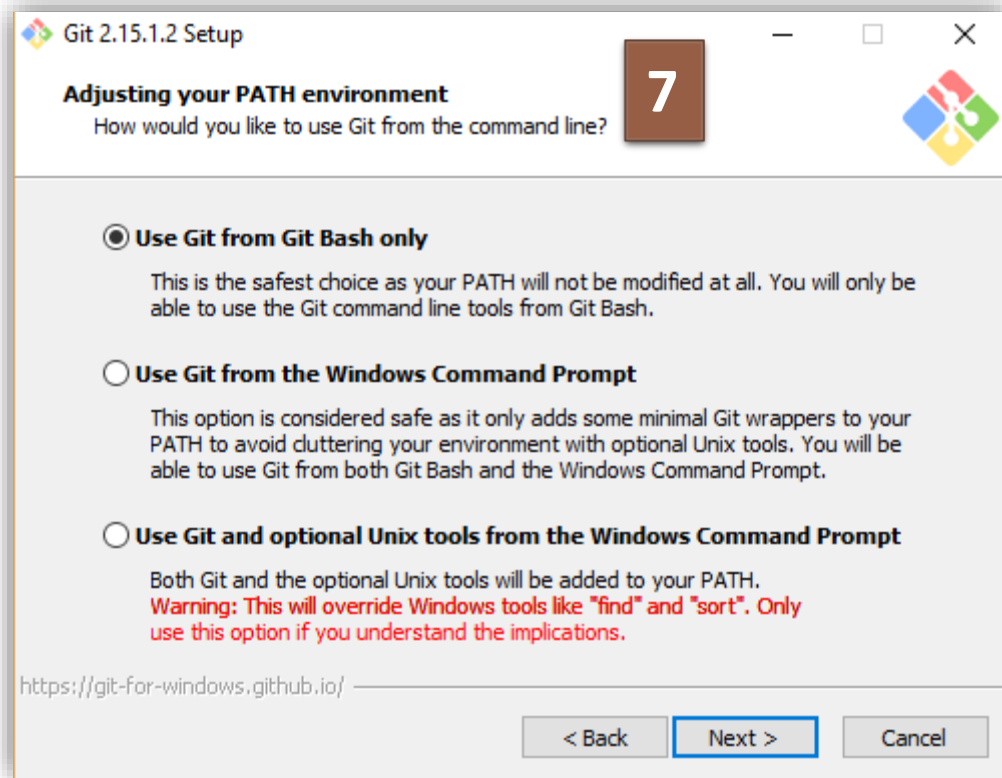 Git 2.15.1.2 Setup
Adjusting your PATH environment
How would you like to use Git from the command line?
7
Use Git from Git Bash only
This is the safest choice as your PATH will not be modified at all. You will only be
able to use the Git command line tools from Git Bash.
Use Git from the Windows Command Prompt
This option is considered safe as it only adds some minimal Git wrappers to your
PATH to avoid cluttering your environment with optional Unix tools. You will be
able to use Git from both Git Bash and the Windows Command Prompt.
Use Git and optional Unix tools from the Windows Command Prompt
Both Git and the optional Unix tools will be added to your PATH.
Warning: This will override Windows tools like "find" and "sort". Only
use this option if you understand the implications.
https://git-for-windows.github.io/
< Back Next > Cancel